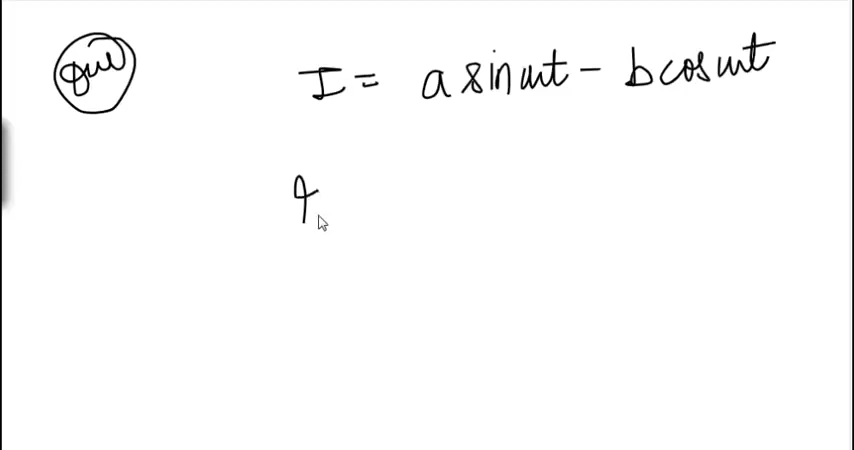 Que
I = a sin ωt − b cos ωt